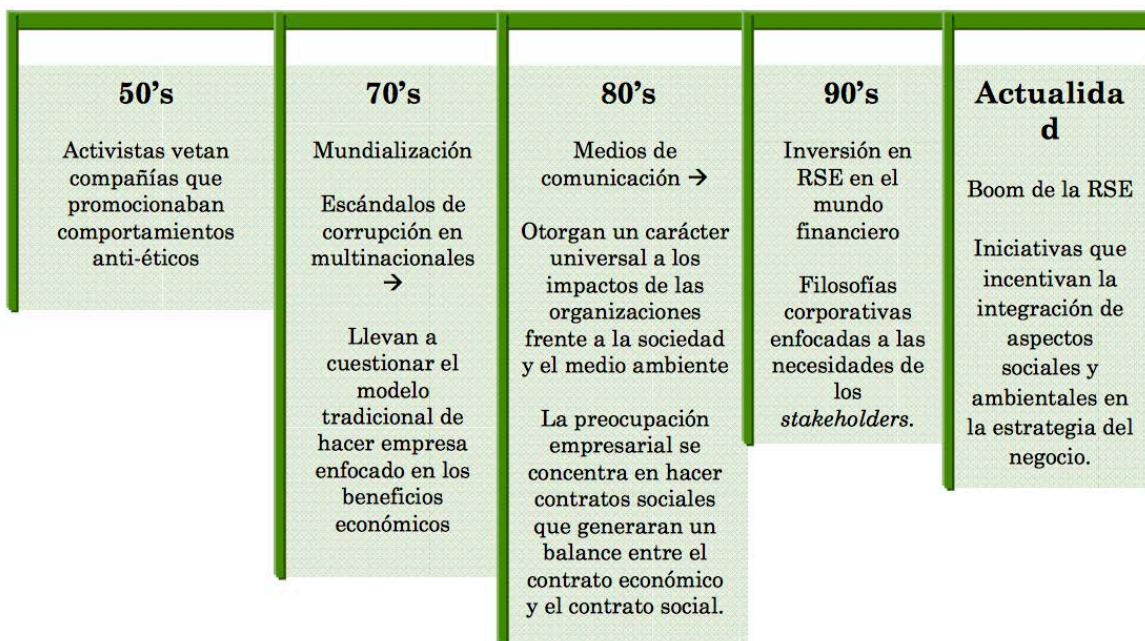 50’s
Activistas vetan
compañías que
promocionaban
comportamientos
anti-éticos
70’s
Mundialización
Escándalos de
corrupción en
multinacionales
→
Llevan a
cuestionar el
modelo
tradicional de
hacer empresa
enfocado en los
beneficios
económicos
80’s
Medios de
comunicación →
Otorgan un carácter
universal a los
impactos de las
organizaciones
frente a la sociedad
y el medio ambiente
La preocupación
empresarial se
concentra en hacer
contratos sociales
que generaran un
balance entre el
contrato económico
y el contrato social.
90’s
Inversión en
RSE en el
mundo
financiero
Filosofías
corporativas
enfocadas a las
necesidades de
los
stakeholders.
Actualida
d
Boom de la RSE
Iniciativas que
incentivan la
integración de
aspectos
sociales y
ambientales en
la estrategia del
negocio.